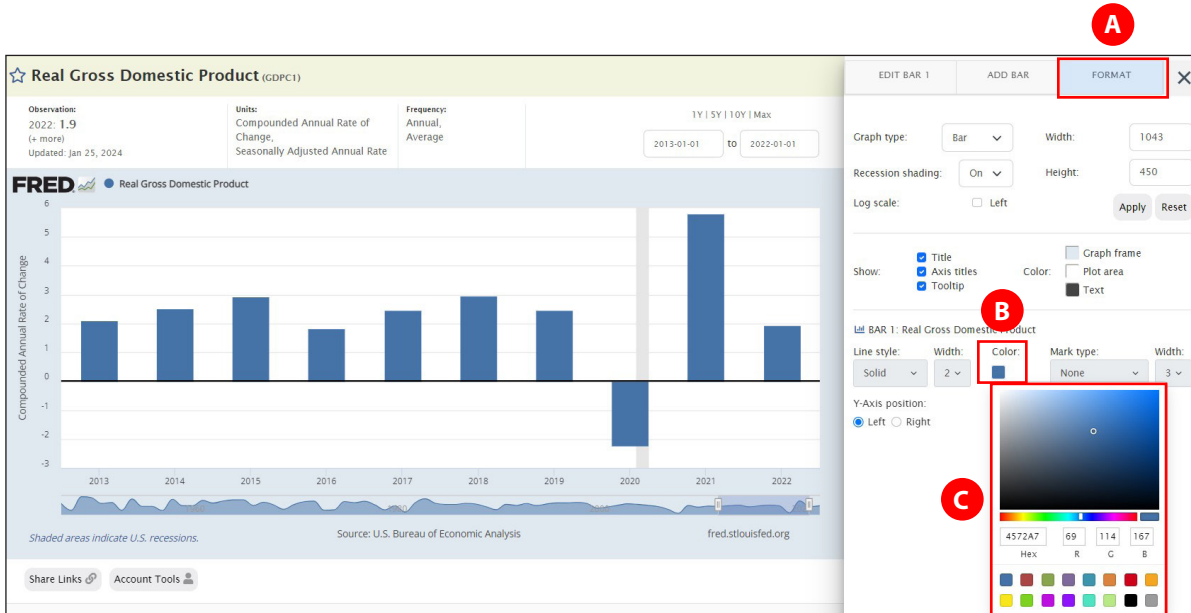 A
Real Gross Domestic Product (GDPC1)
Observation:
2022: 1.9
(+ more)
Updated: Jan 25, 2024
Units:
Compounded Annual Rate of
Change,
Seasonally Adjusted Annual Rate
Frequency:
Annual,
Average
1Y | 5Y | 10Y | Max
2013-01-01 to 2022-01-01
FRED
Real Gross Domestic Product
Compounded Annual Rate of Change
6
5
4
3
2
1
0
-1
-2
-3
2013 2014 2015 2016 2017 2018 2019 2020 2021 2022
Shaded areas indicate U.S. recessions.
Source: U.S. Bureau of Economic Analysis
fred.stlouisfed.org
Share Links
Account Tools
EDIT BAR 1 ADD BAR FORMAT
Graph type: Bar Width: 1043
Recession shading: On Height: 450
Log scale: Left
Apply Reset
Show:
Title
Axis titles
Tooltip
Color:
Graph frame
Plot area
Text
B
BAR 1: Real Gross Domestic Product
Line style: Width: Color: Mark type: Width:
Solid 2 None 3
Y-Axis position:
Left Right
C
4572A7 69 114 167
Hex R G B